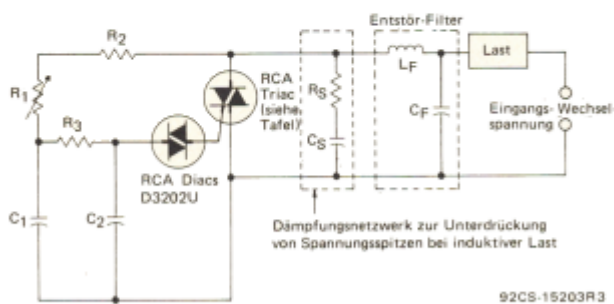 Entstör-Filter
R2
RCA
Triac
(siehe
Tafel)
RS
CS
LF
CF
Last
Eingangs-Wechsel-
spannung
R1
R3
RCA Diacs
D3202U
C1
C2
Dämpfungsnetzwerk zur Unterdrückung
von Spannungsspitzen bei induktiver Last
92CS-15203R3